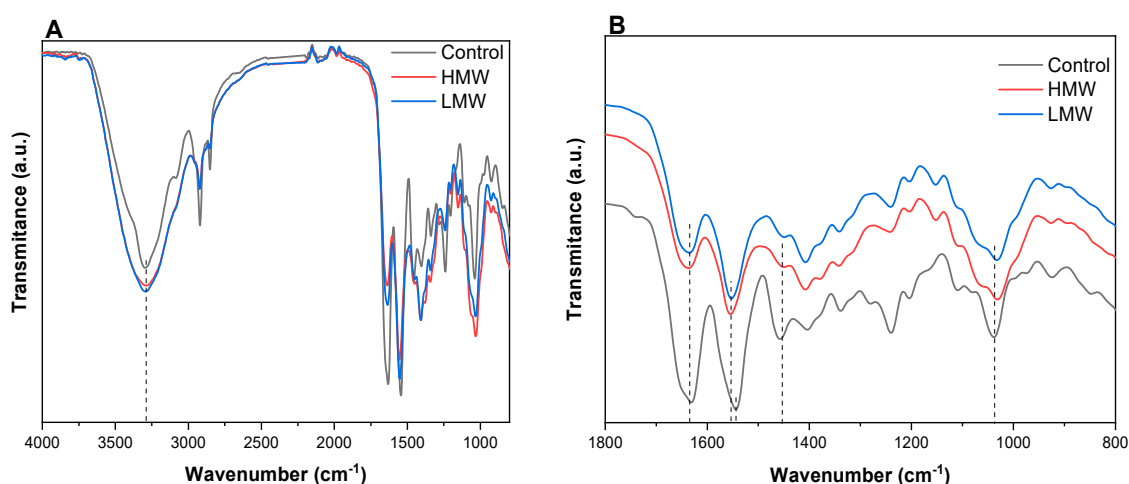 A
Control
HMW
LMW
Transmitance (a.u.)
4000 3500 3000 2500 2000 1500 1000
Wavenumber (cm⁻¹)
B
Control
HMW
LMW
Transmitance (a.u.)
1800 1600 1400 1200 1000 800
Wavenumber (cm⁻¹)